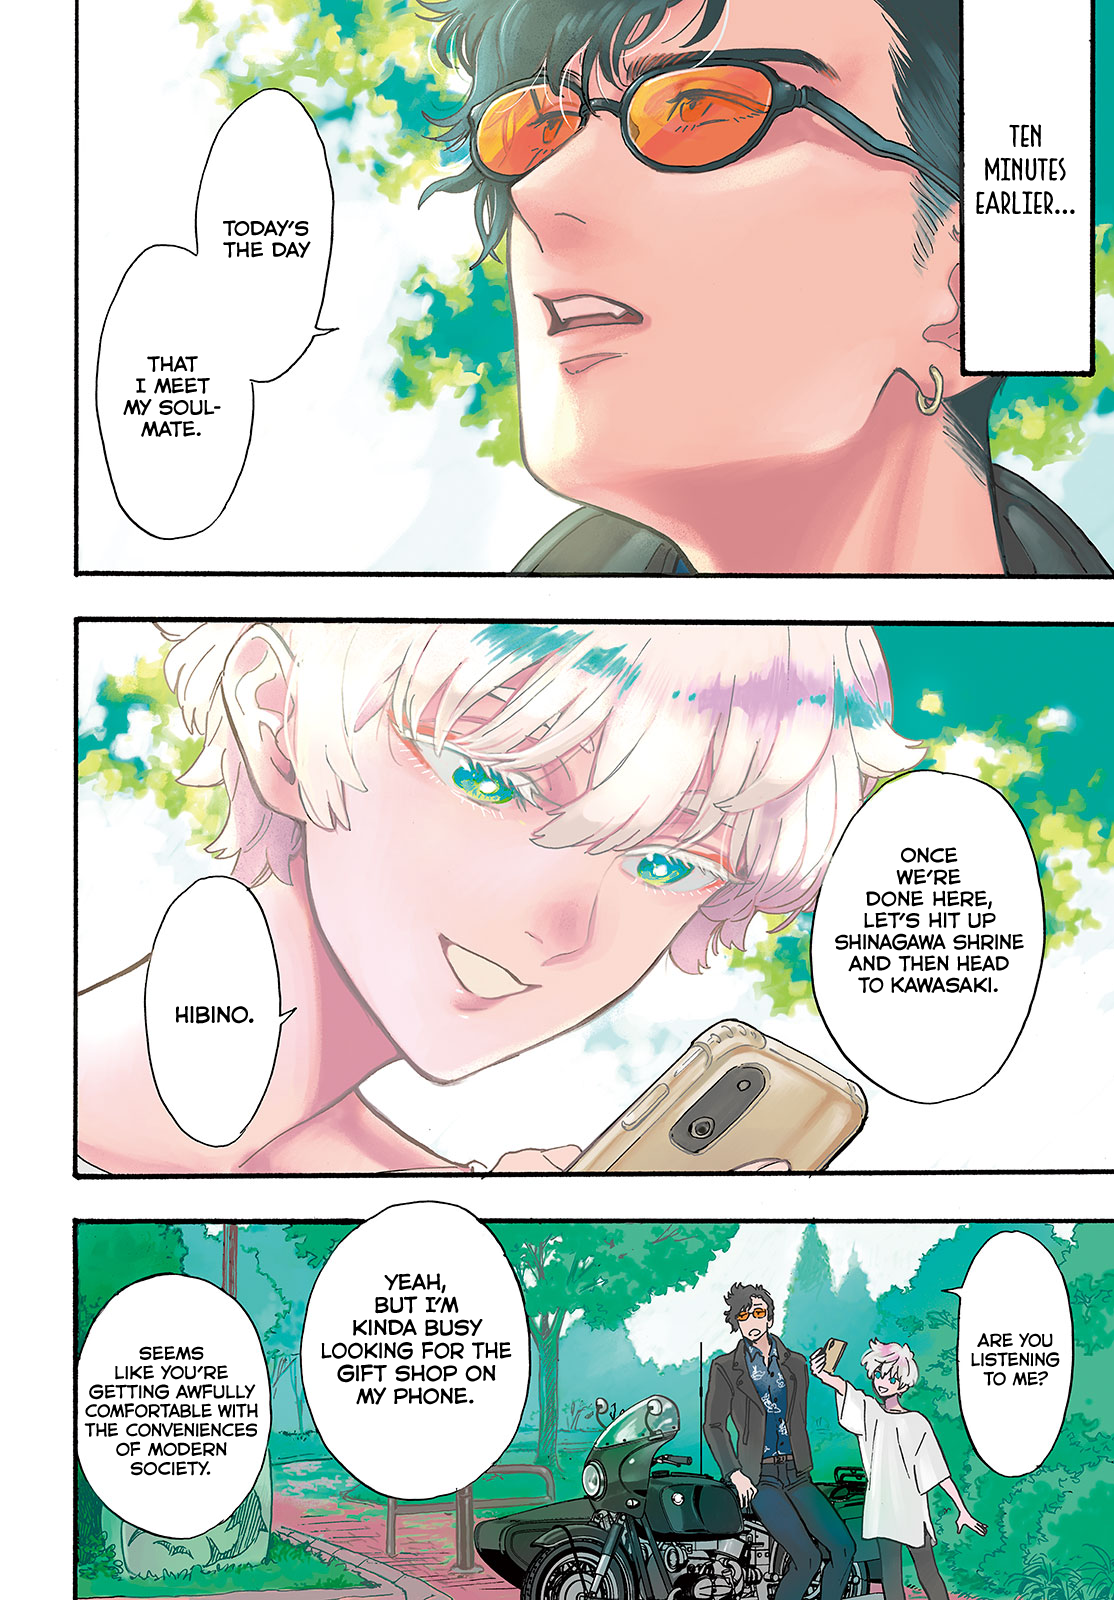 TEN
MINUTES
EARLIER...
TODAY'S
THE DAY
THAT
I MEET
MY SOUL-
MATE.
ONCE
WE'RE
DONE HERE,
LET'S HIT UP
SHINAGAWA SHRINE
AND THEN HEAD
TO KAWASAKI.
HIBINO.
ARE YOU
LISTENING
TO ME?
YEAH,
BUT I'M
KINDA BUSY
LOOKING FOR THE
GIFT SHOP ON
MY PHONE.
SEEMS
LIKE YOU'RE
GETTING AWFULLY
COMFORTABLE WITH
THE CONVENIENCES
OF MODERN
SOCIETY.